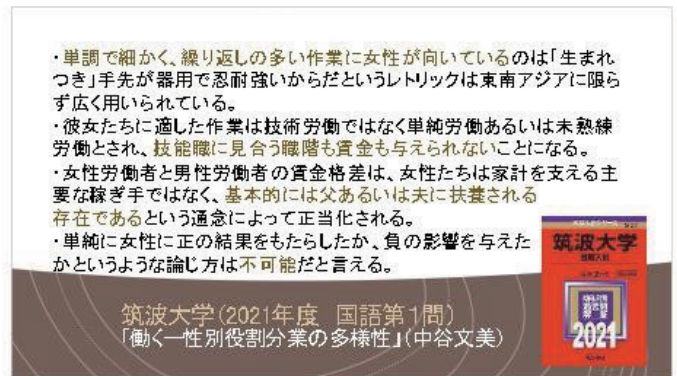 ・単調で細かく、繰り返しの多い作業に女性が向いているのは「生まれ
つき」手先が器用で忍耐強いからだというレトリックは東南アジアに限ら
ず広く用いられている。
・彼女たちに適した作業は技術労働ではなく単純労働あるいは未熟練
労働とされ、技能職に見合う職階も賃金も与えられないことになる。
・女性労働者と男性労働者の賃金格差は、女性たちは家計を支える主
要な稼ぎ手ではなく、基本的には父あるいは夫に扶養される
存在であるという通念によって正当化される。
・単純に女性に正の結果をもたらしたか、負の影響を与えた
かというような論じ方は不可能だと言える。
筑波大学
2021
筑波大学(2021年度 国語第1問)
「働く―性別役割分業の多様性」(中谷文美)